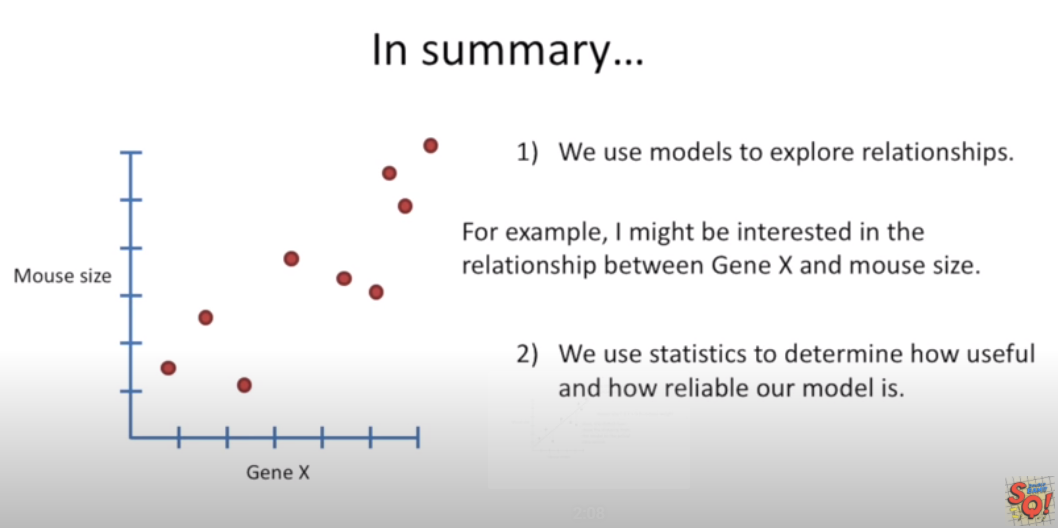 In summary...
1) We use models to explore relationships.
For example, I might be interested in the
relationship between Gene X and mouse size.
2) We use statistics to determine how useful
and how reliable our model is.
Mouse size
Gene X
SQ!